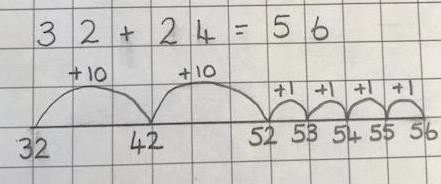 32 + 24 = 56
+10 +10 +1 +1 +1 +1
32 42 52 53 54 55 56